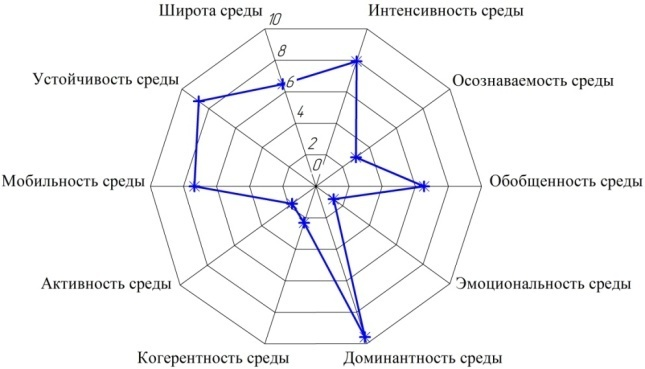 Широта среды
10
Интенсивность среды
8
Устойчивость среды
6
Осознаваемость среды
4
2
0
Мобильность среды
Обобщенность среды
Активность среды
Эмоциональность среды
Когерентность среды
Доминантность среды